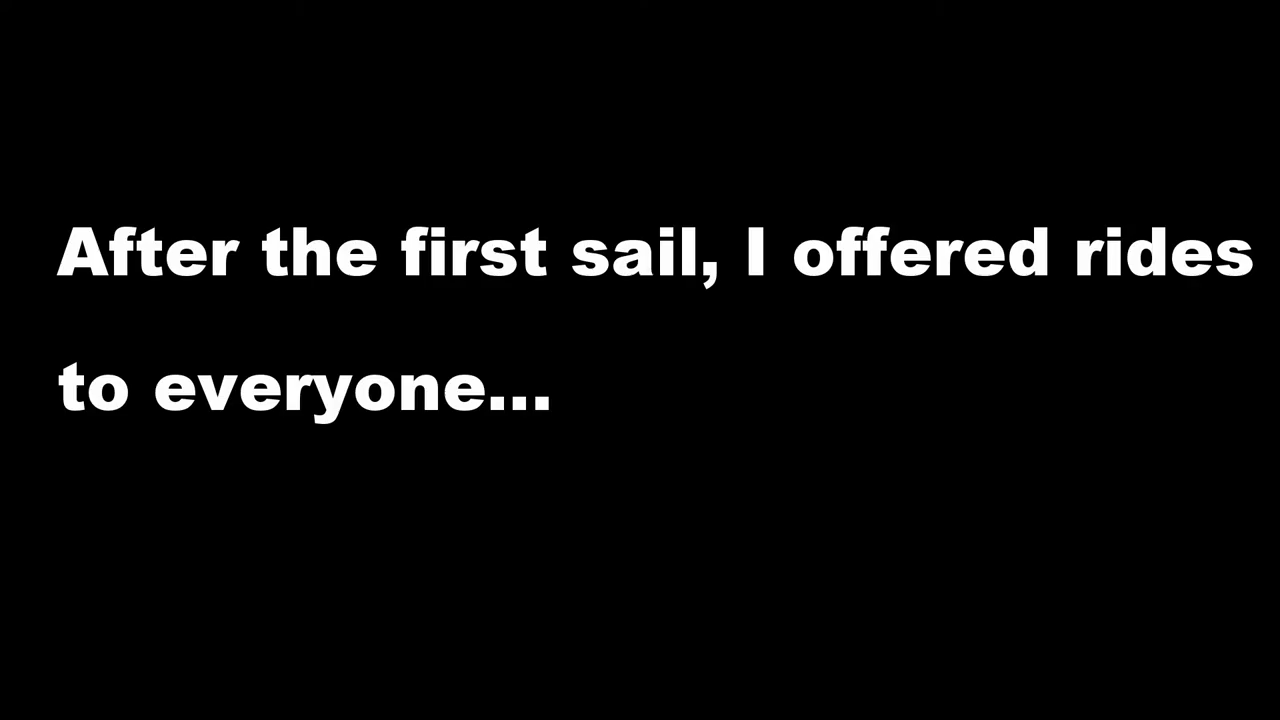 After the first sail, I offered rides
to everyone...